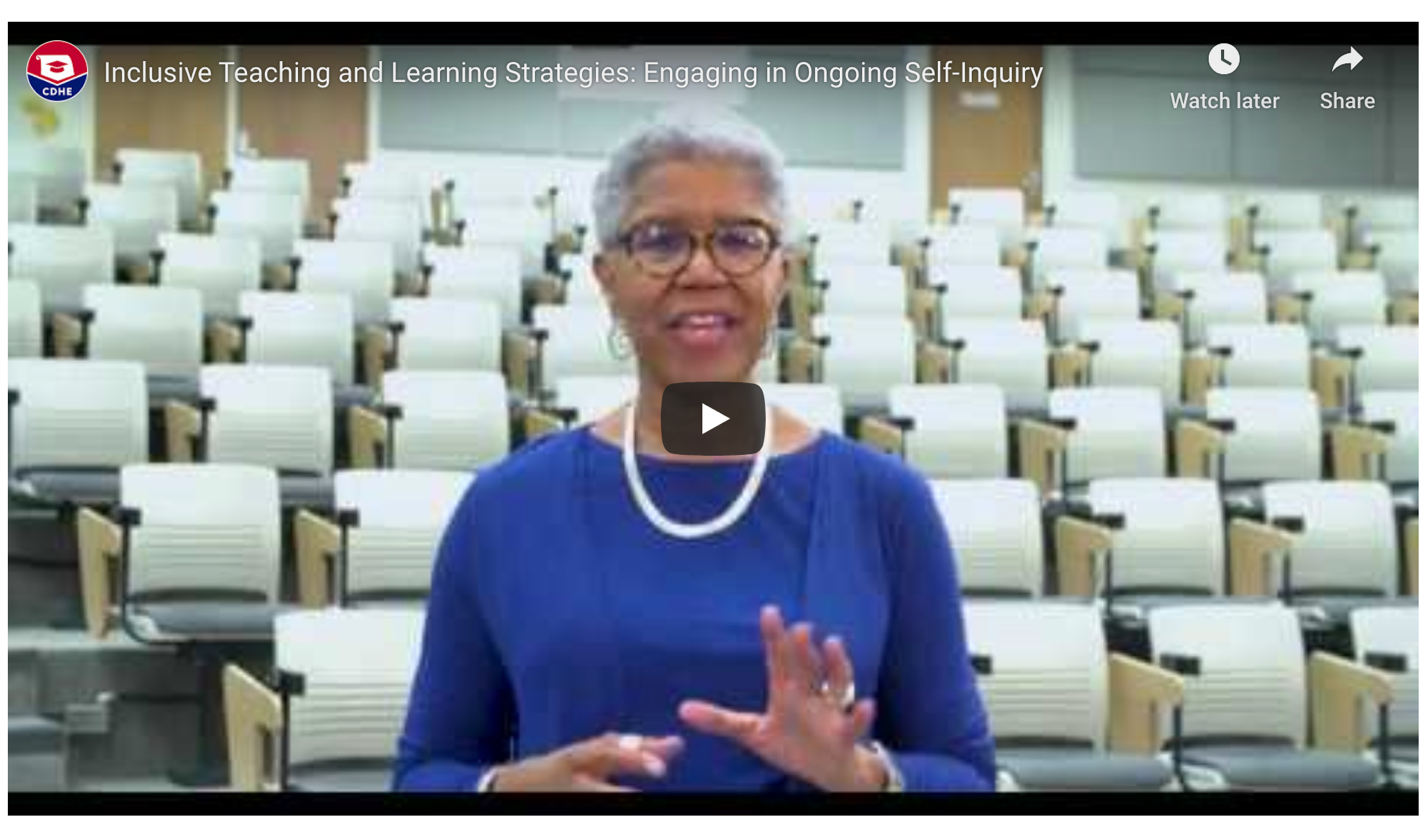 CDHE
Inclusive Teaching and Learning Strategies: Engaging in Ongoing Self-Inquiry
Watch later
Share